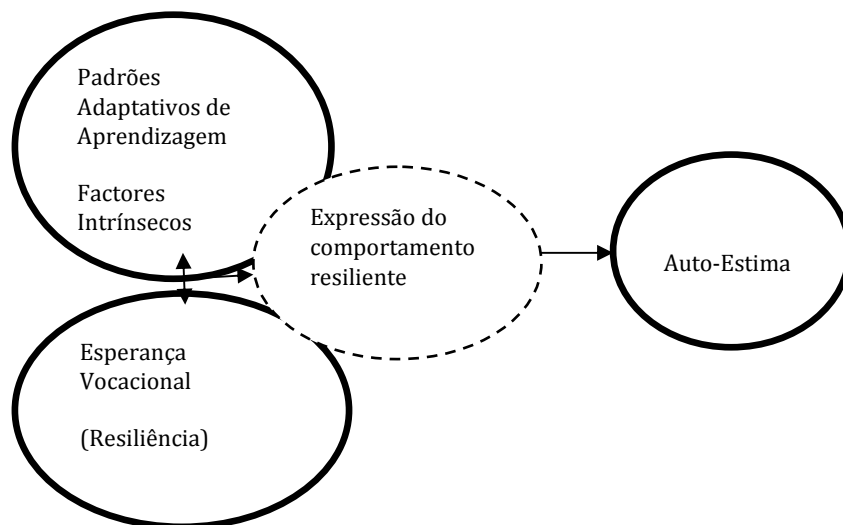 Padrões
Adaptativos de
Aprendizagem
Factores
Intrínsecos
Expressão do
comportamento
resiliente
Auto-Estima
Esperança
Vocacional
(Resiliência)